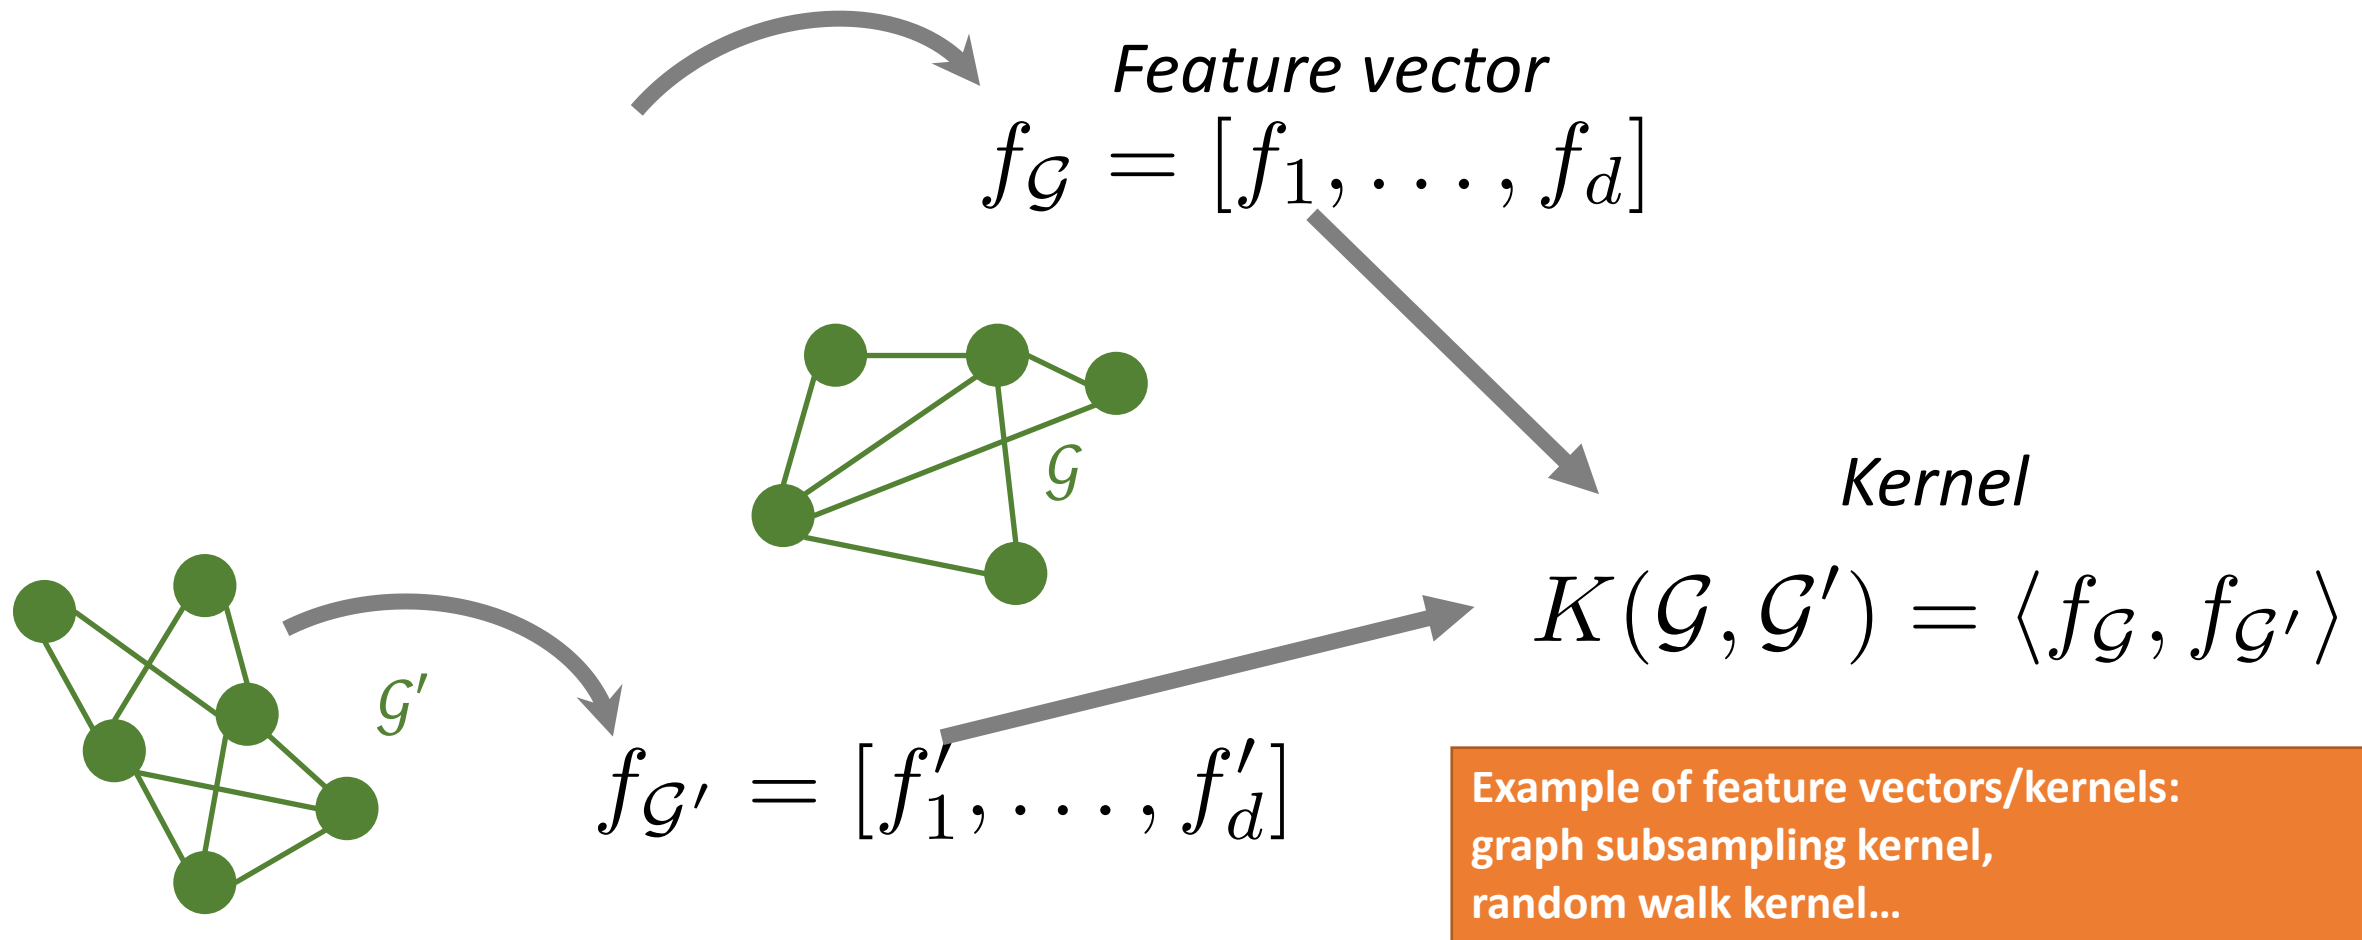 Feature vector
f_𝒢 = [f_1, . . . , f_d]
𝒢
Kernel
K(𝒢, 𝒢′) = ⟨f_𝒢, f_𝒢′⟩
𝒢′
f_𝒢′ = [f′_1, . . . , f′_d]
Example of feature vectors/kernels:
graph subsampling kernel,
random walk kernel…